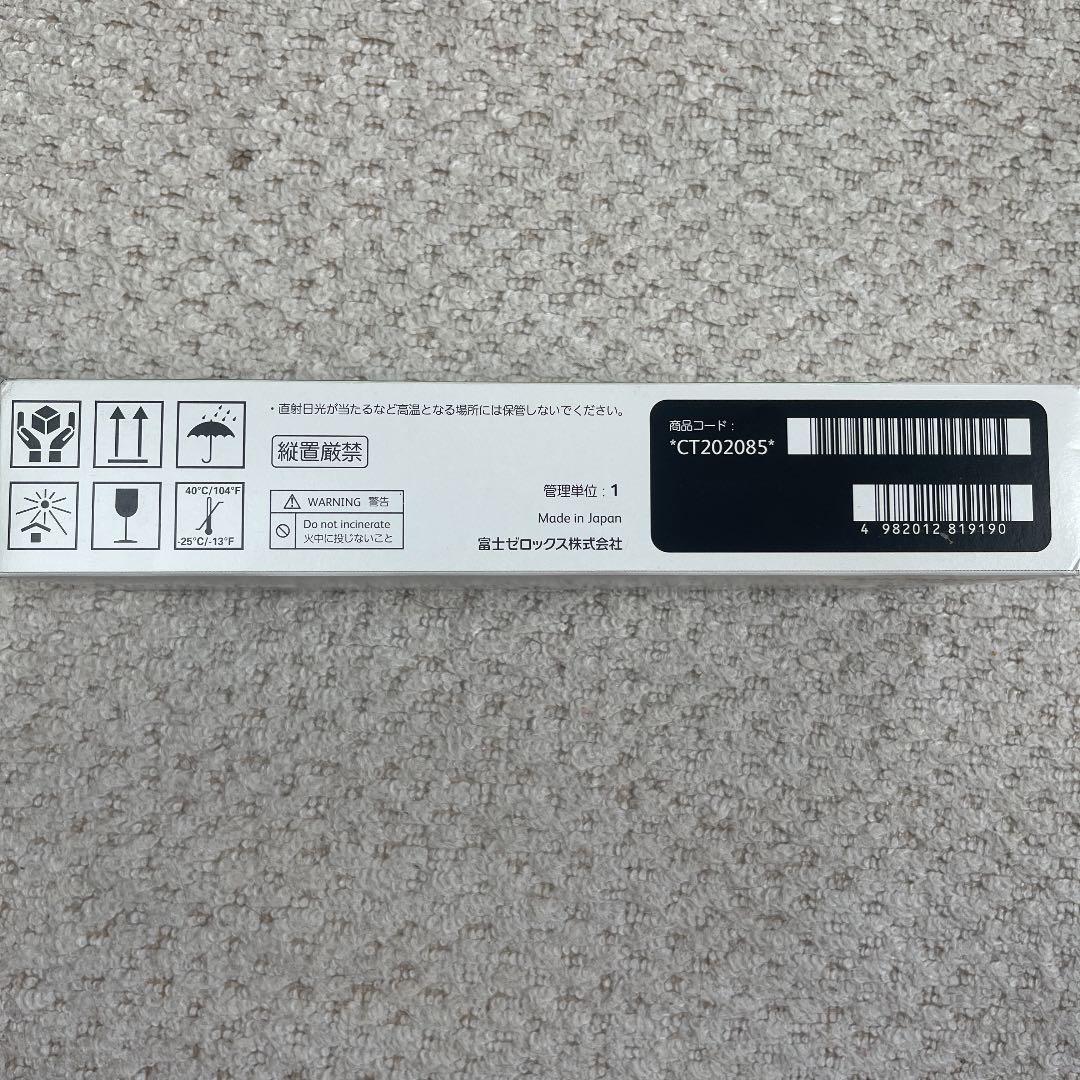 ・直射日光が当たるなど高温となる場所には保管しないでください。
縦置厳禁
40°C/104°F
-25°C/-13°F
WARNING 警告
Do not incinerate
火中に投じないこと
管理単位 : 1
Made in Japan
富士ゼロックス株式会社
商品コード :
*CT202085*
4 982012 819190